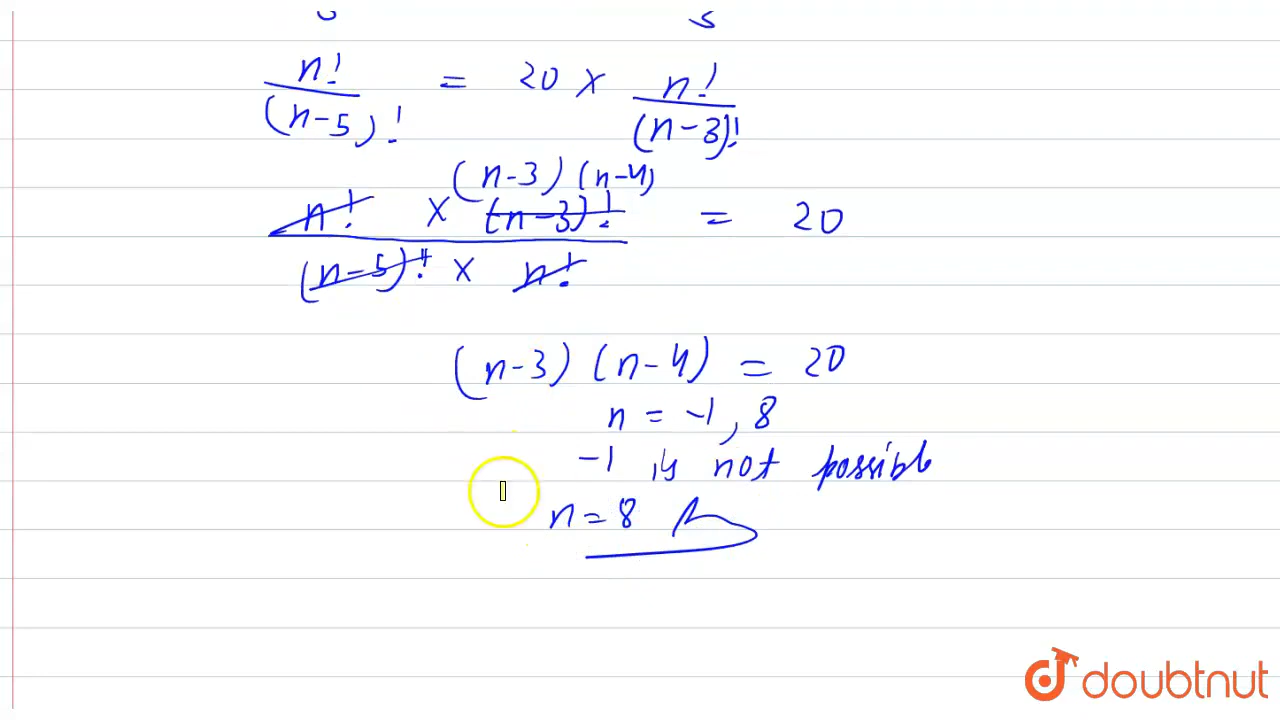 n! / (n-5)! = 20 × n! / (n-3)!
n! × (n-3)! (n-3) (n-4) / (n-5)! × n! = 20
(n-3) (n-4) = 20
n = -1, 8
-1 is not possible
n = 8
doubtnut